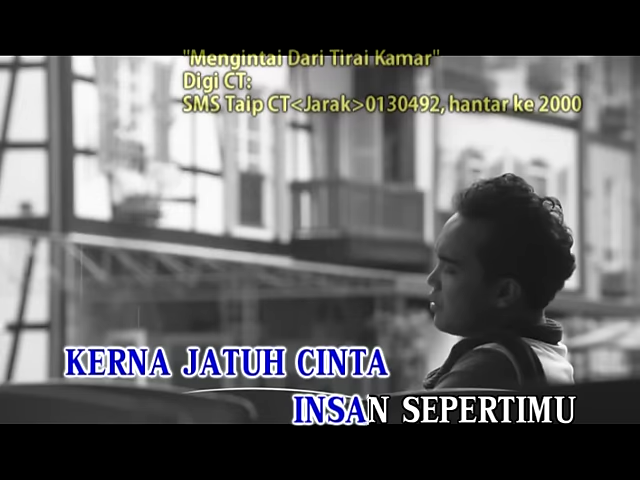 "Mengintai Dari Tirai Kamar"
Digi CT:
SMS Taip CT<Jarak>0130492, hantar ke 2000
KERNA JATUH CINTA
INSAN SEPERTIMU